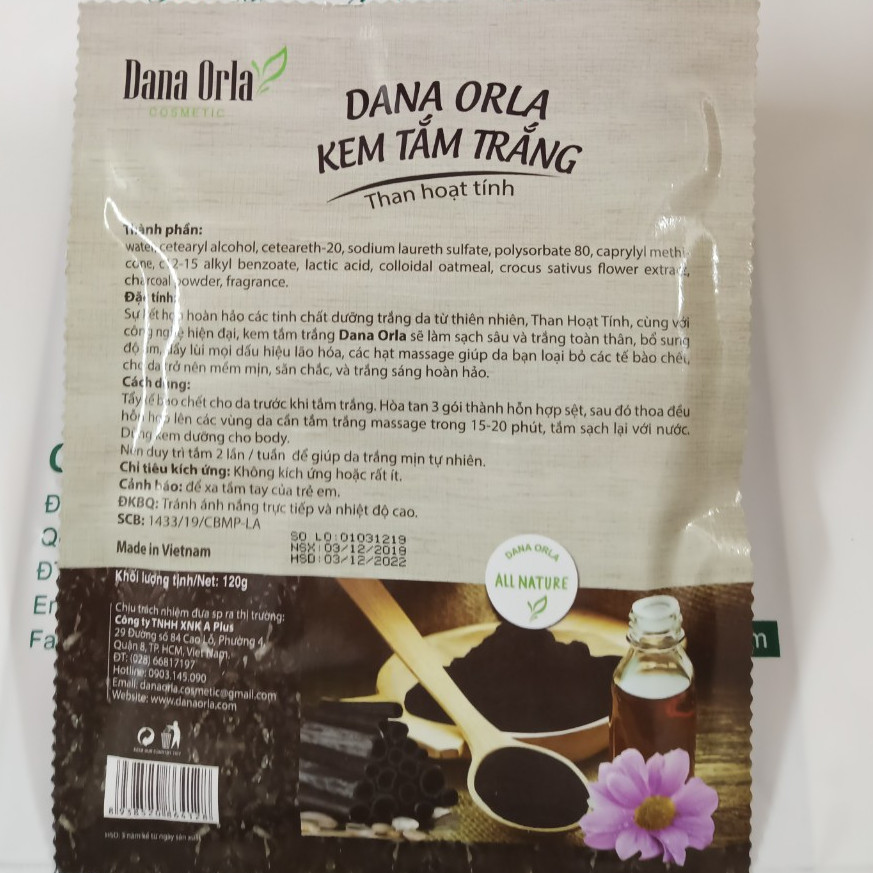 Dana Orla
COSMETIC
DANA ORLA
KEM TẮM TRẮNG
Than hoạt tính
Thành phần:
water, cetearyl alcohol, ceteareth-20, sodium laureth sulfate, polysorbate 80, caprylyl methi-
cone, c12-15 alkyl benzoate, lactic acid, colloidal oatmeal, crocus sativus flower extract,
charcoal powder, fragrance.
Đặc tính:
Sự kết hợp hoàn hảo các tinh chất dưỡng trắng da từ thiên nhiên, Than Hoạt Tính, cùng với
công nghệ hiện đại, kem tắm trắng Dana Orla sẽ làm sạch sâu và trắng toàn thân, bổ sung
độ ẩm, đẩy lùi mọi dấu hiệu lão hóa, các hạt massage giúp da bạn loại bỏ các tế bào chết,
cho da trở nên mềm mịn, săn chắc, và trắng sáng hoàn hảo.
Cách dùng:
Tẩy tế bào chết cho da trước khi tắm trắng. Hòa tan 3 gói thành hỗn hợp sệt, sau đó thoa đều
hỗn hợp lên các vùng da cần tắm trắng massage trong 15-20 phút, tắm sạch lại với nước.
Dùng kem dưỡng cho body.
Nên duy trì tắm 2 lần / tuần để giúp da trắng mịn tự nhiên.
Chỉ tiêu kích ứng: Không kích ứng hoặc rất ít.
Cảnh báo: để xa tầm tay của trẻ em.
ĐKBQ: Tránh ánh nắng trực tiếp và nhiệt độ cao.
SCB: 1433/19/CBMP-LA
Made in Vietnam
SO LO:01031219
NSX:03/12/2019
HSD:03/12/2022
DANA ORLA
ALL NATURE
Khối lượng tịnh/Net: 120g
Chịu trách nhiệm đưa sp ra thị trường:
Công ty TNHH XNK A Plus
29 Đường số 84 Cao Lỗ, Phường 4,
Quận 8, TP. HCM, Việt Nam.
ĐT: (028) 66817197
Hotline: 0903.145.090
Email: danaorla.cosmetic@gmail.com
Website: www.danaorla.com
HSD: 3 năm kể từ ngày sản xuất